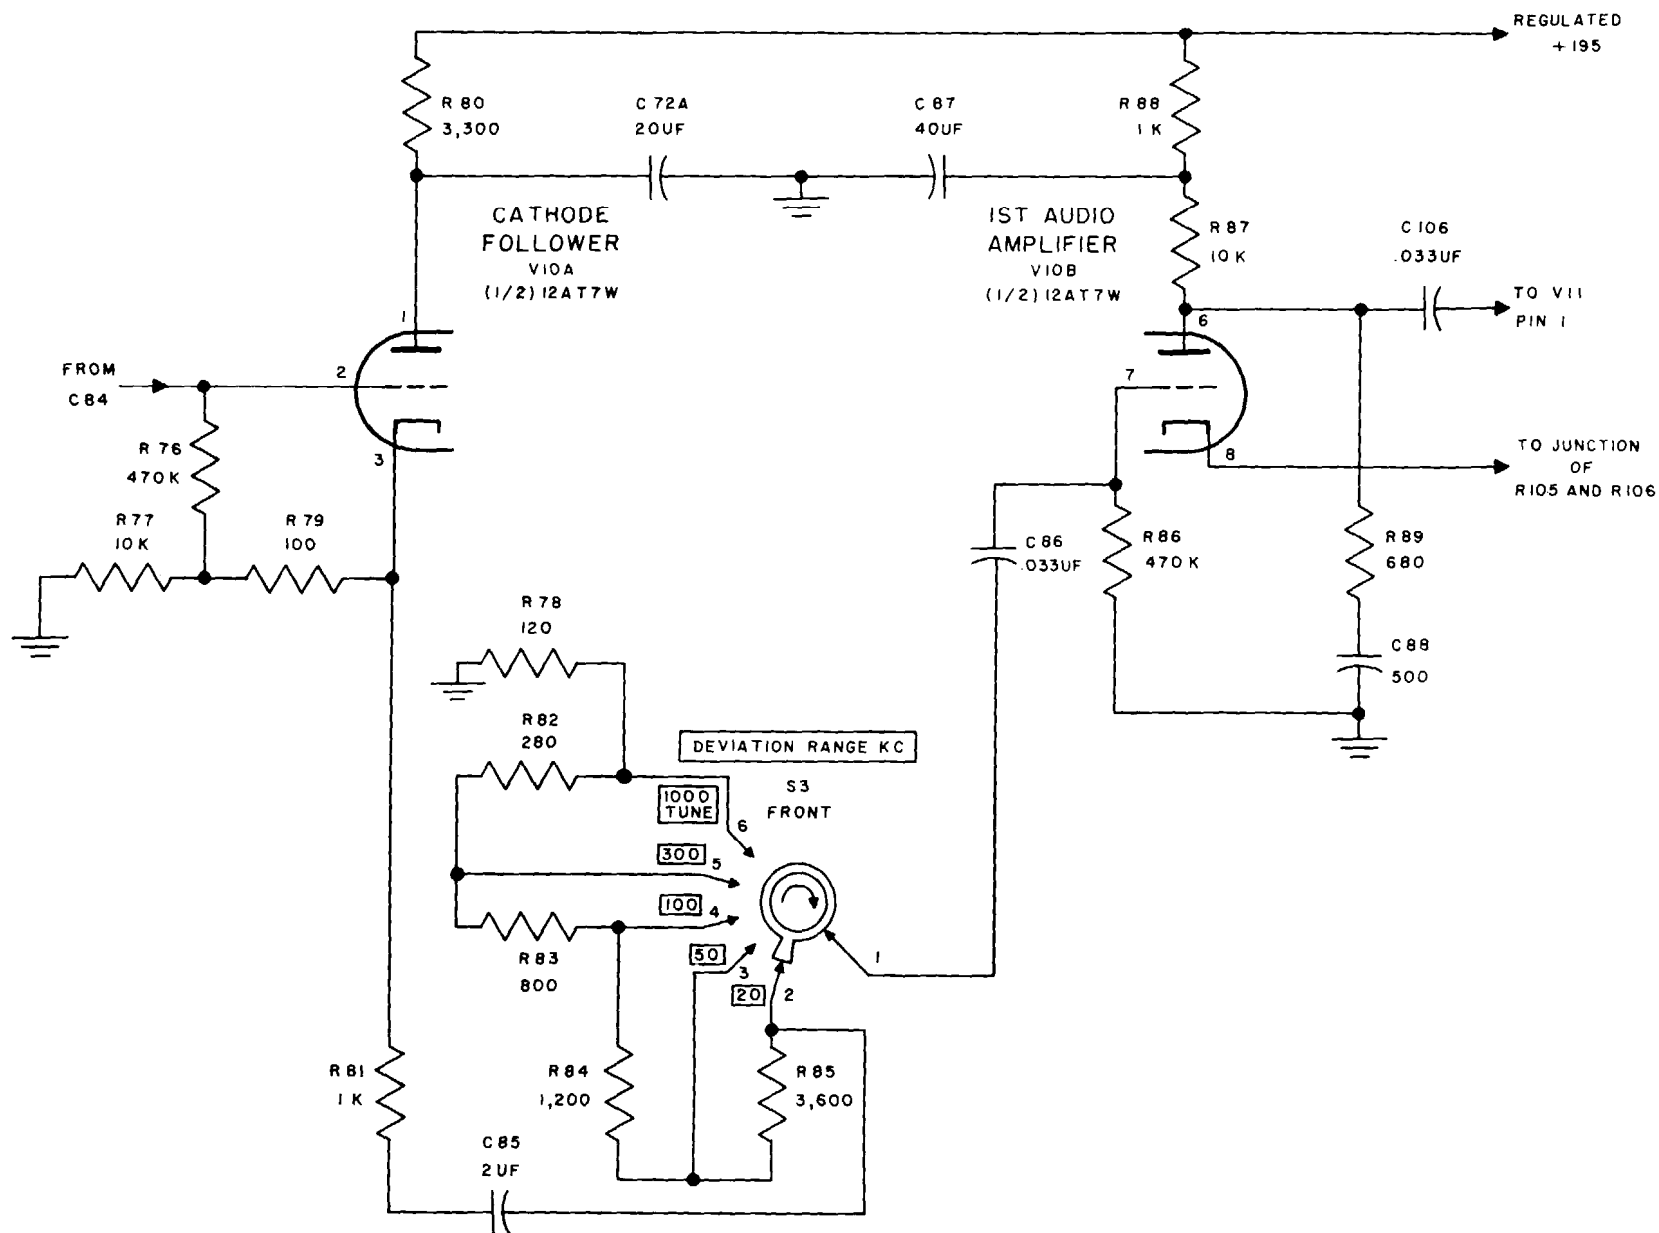 REGULATED
+195
R 80
3,300
C 72A
20UF
C 87
40UF
R 88
1 K
CATHODE
FOLLOWER
V10A
(1/2) 12AT7W
1ST AUDIO
AMPLIFIER
V10B
(1/2) 12AT7W
R 87
10 K
C 106
.033UF
TO V11
PIN 1
1
6
FROM
C 84
2
7
R 76
470 K
3
8
TO JUNCTION
OF
R105 AND R106
R 77
10 K
R 79
100
C 86
.033UF
R 86
470 K
R 89
680
R 78
120
C 88
500
R 82
280
DEVIATION RANGE KC
S3
FRONT
1000
TUNE
6
300
5
100
4
R 83
800
50
3
20
2
1
R 81
1 K
R 84
1,200
R 85
3,600
C 85
2 UF